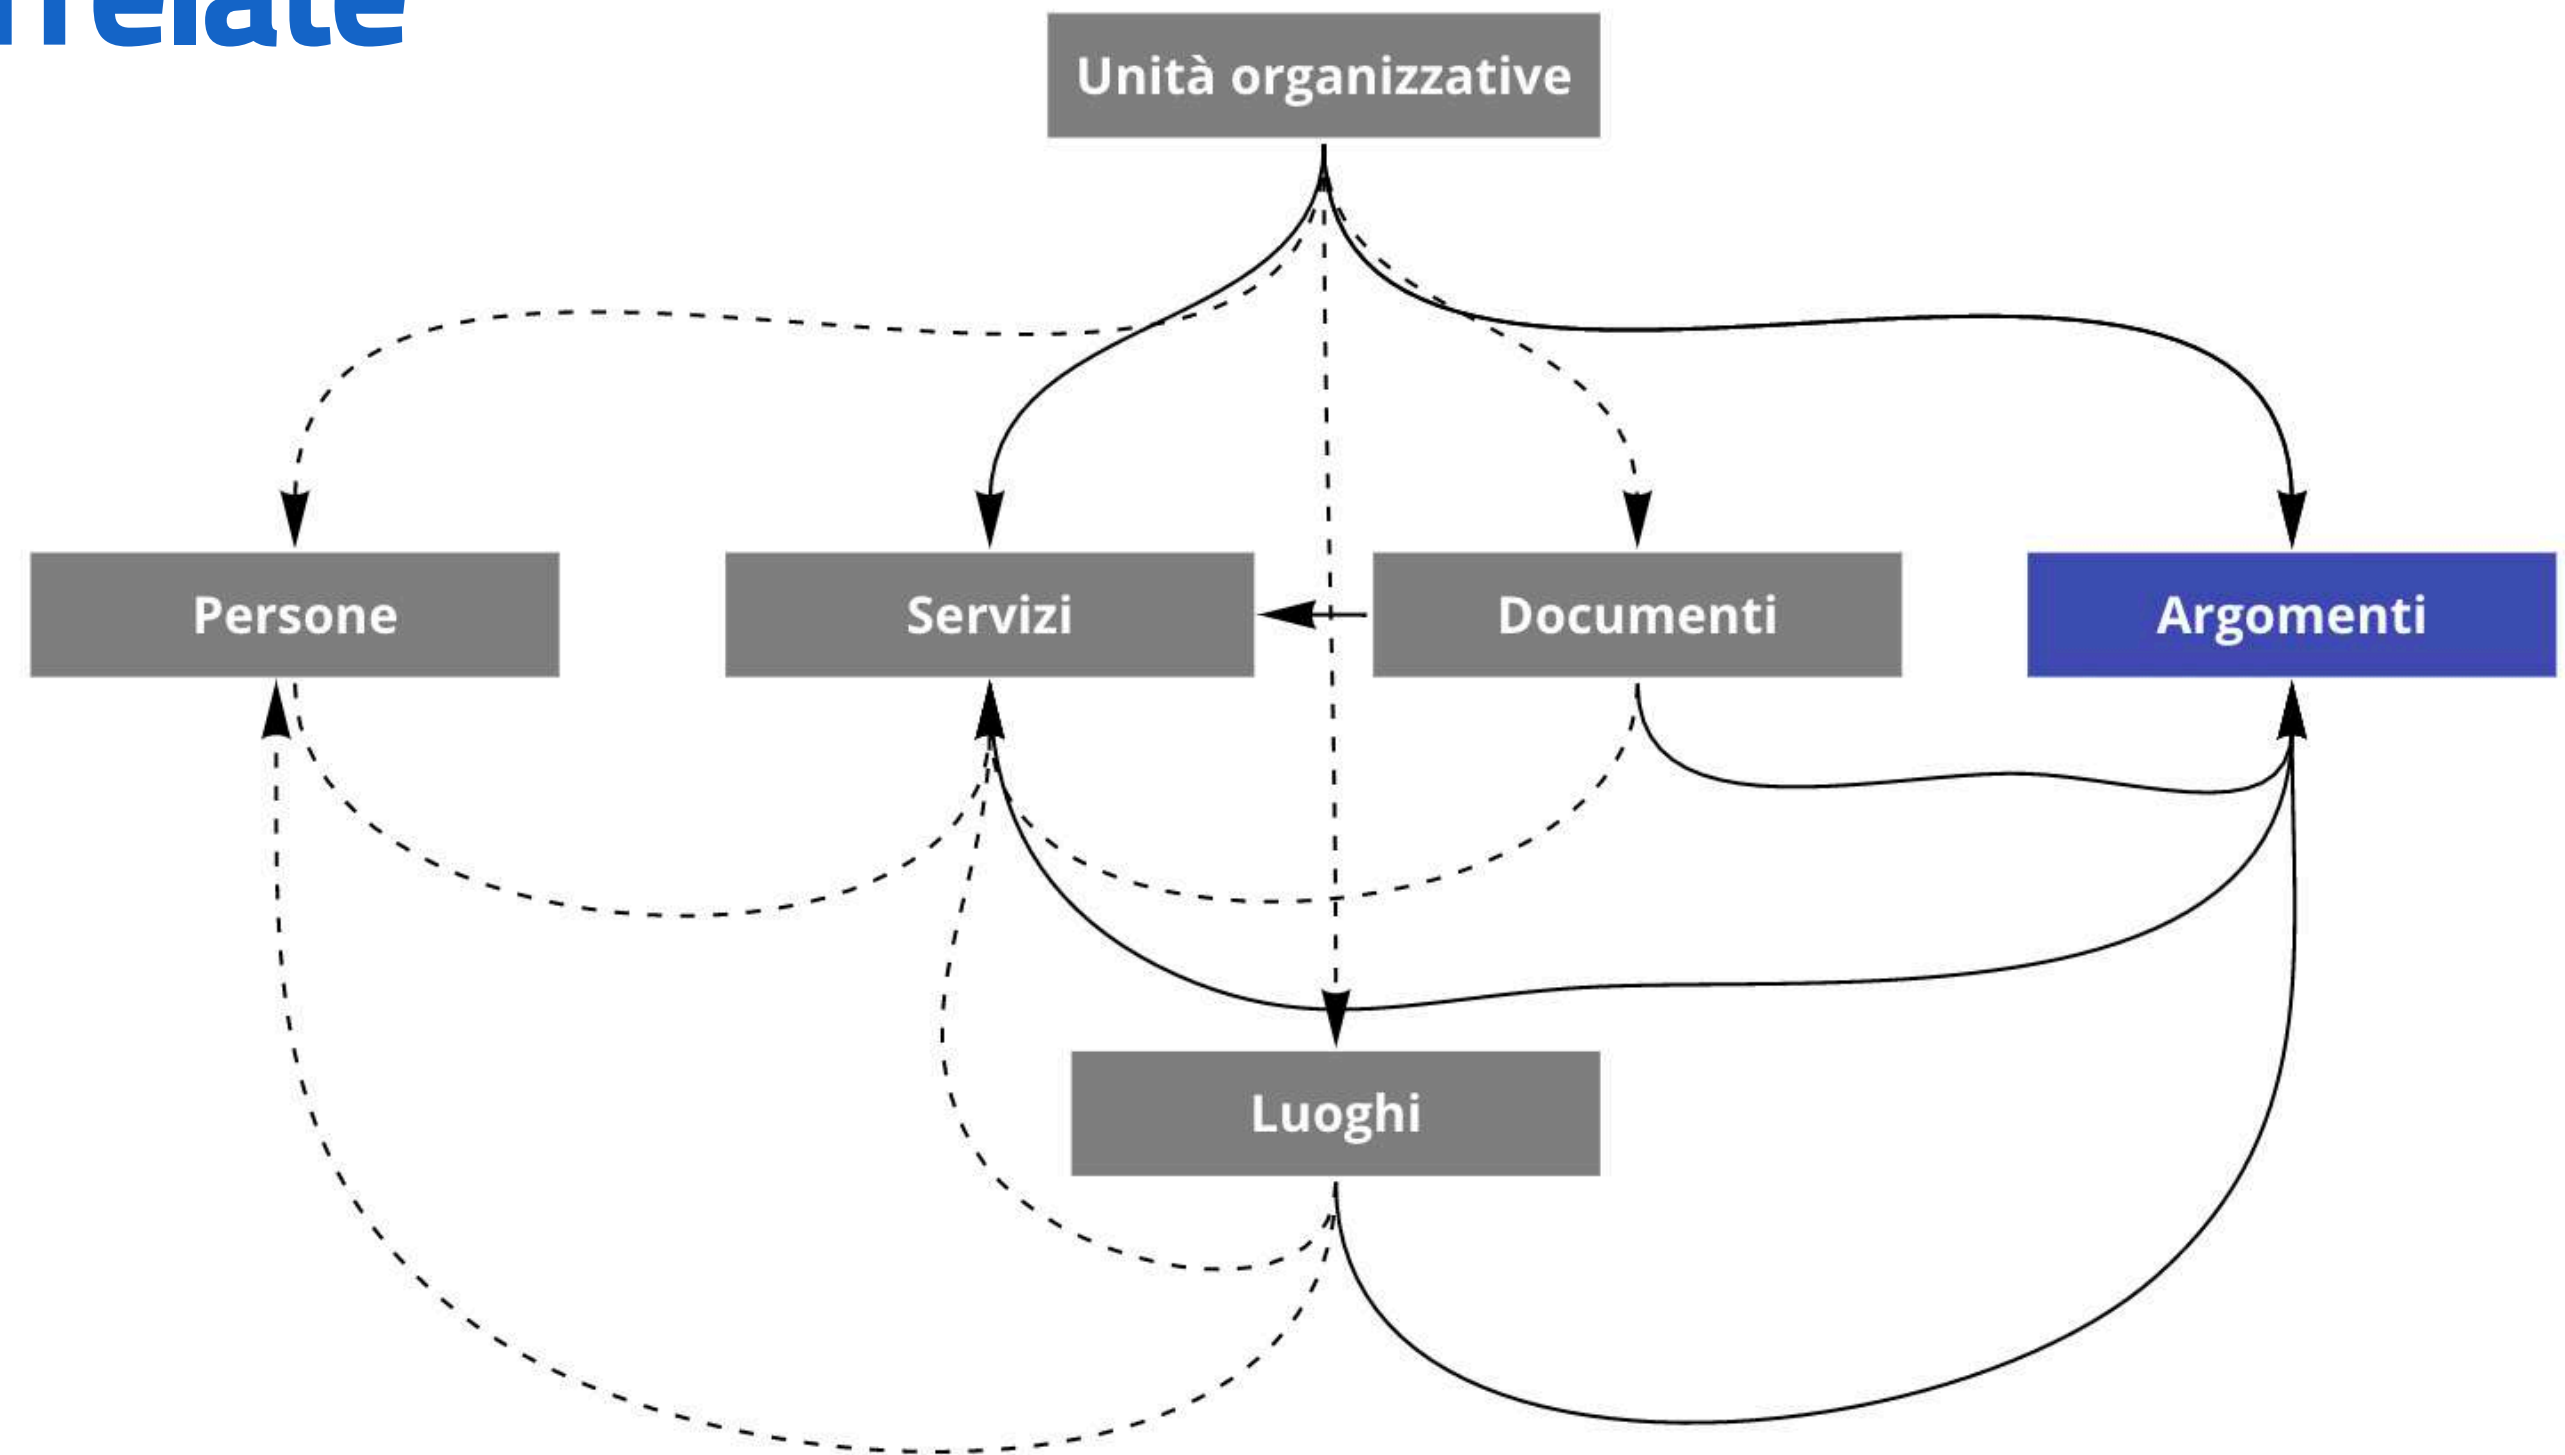 Unità organizzative
Persone
Servizi
Documenti
Argomenti
Luoghi